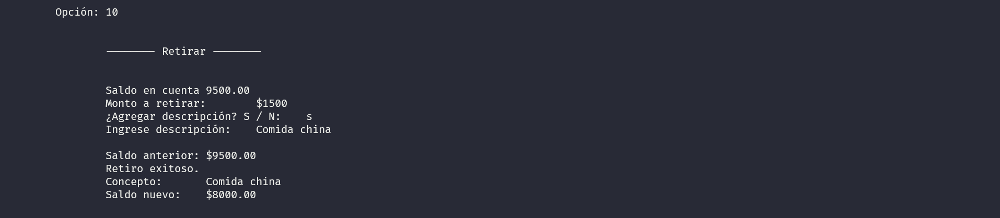 Opción: 10
-------- Retirar --------
Saldo en cuenta 9500.00
Monto a retirar: $1500
¿Agregar descripción? S / N: s
Ingrese descripción: Comida china
Saldo anterior: $9500.00
Retiro exitoso.
Concepto: Comida china
Saldo nuevo: $8000.00